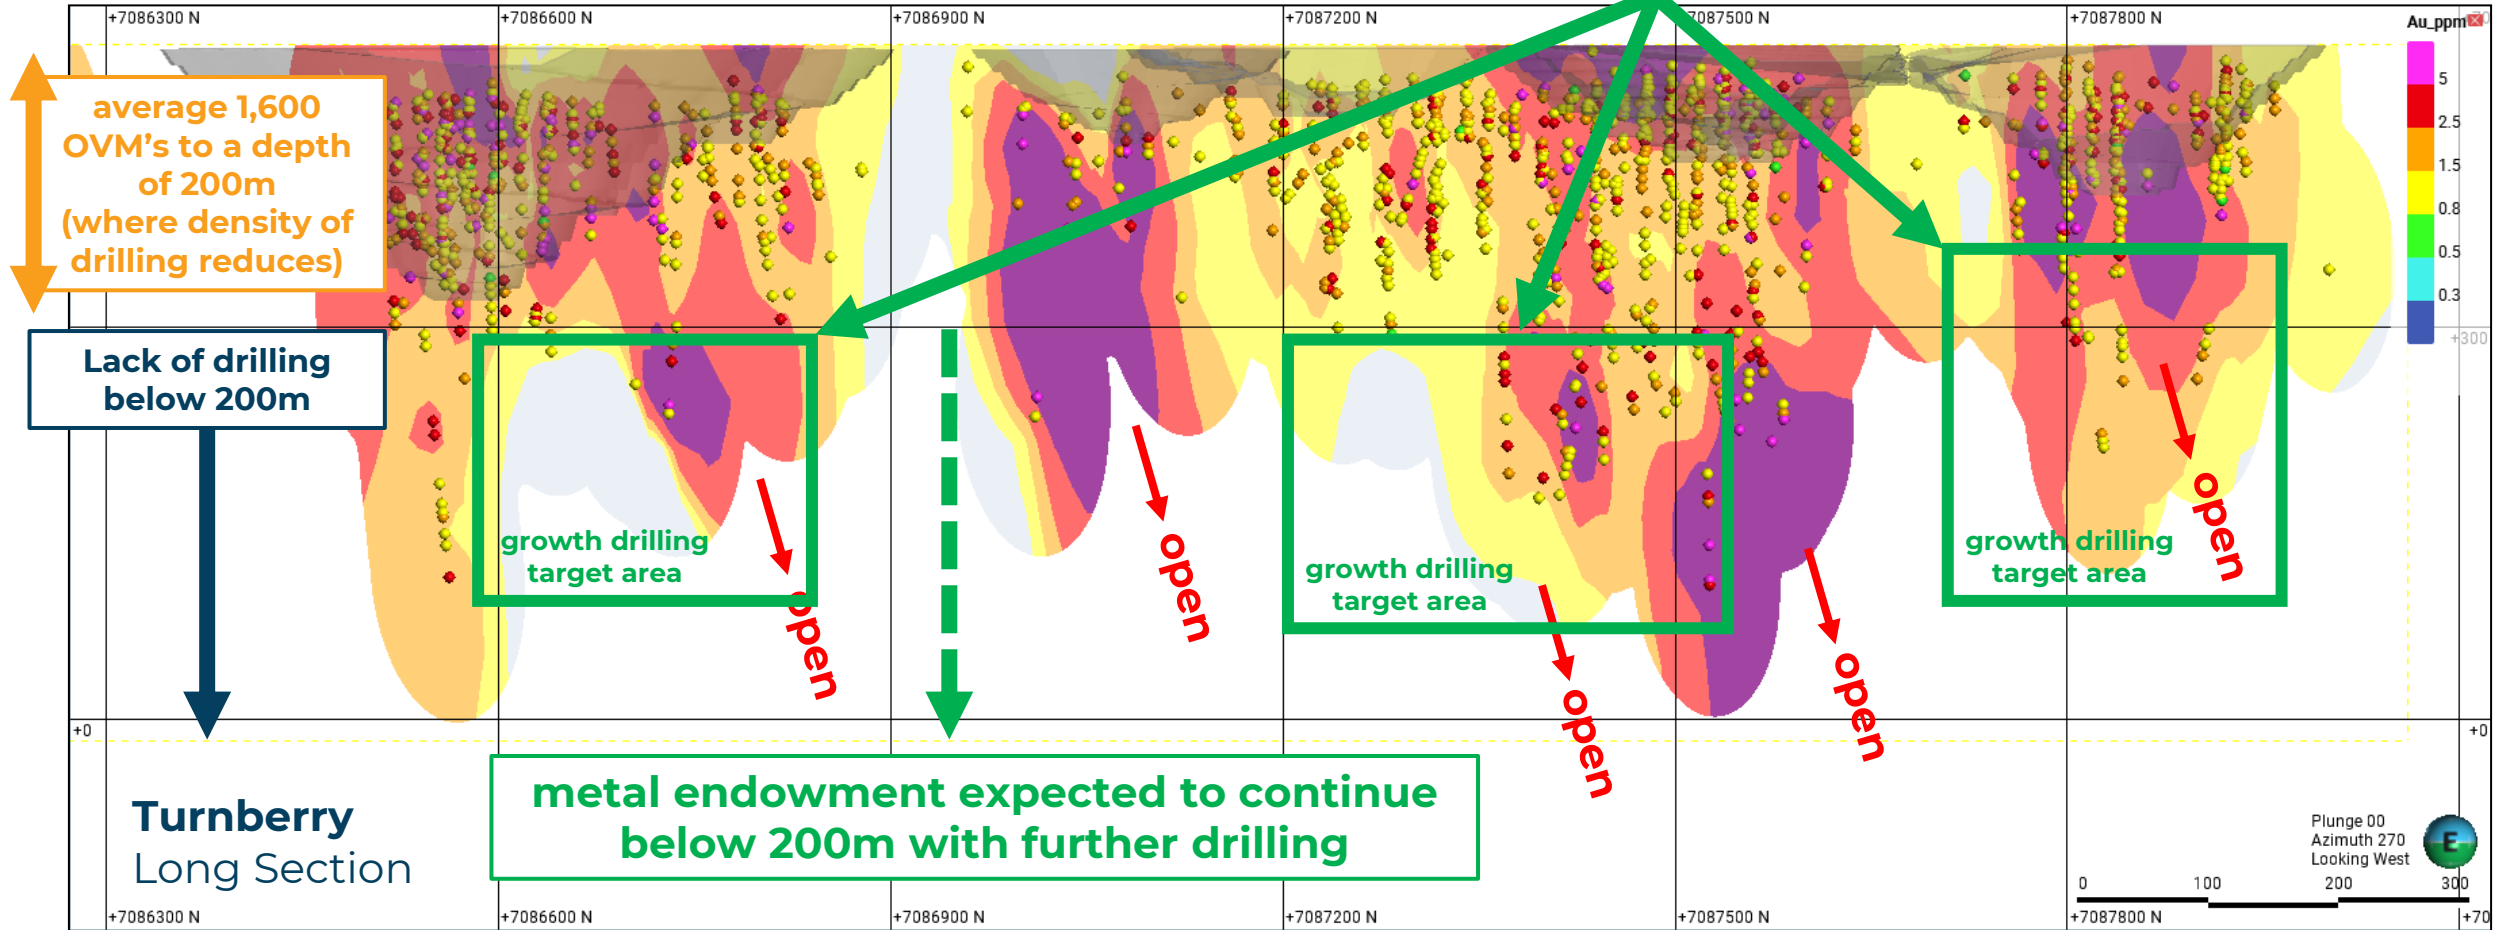 +7086300 N
+7086600 N
+7086900 N
+7087200 N
7087500 N
+7087800 N
Au_ppm
5
2.5
1.5
0.8
0.5
0.3
+300
average 1,600
OVM's to a depth
of 200m
(where density of
drilling reduces)
Lack of drilling
below 200m
growth drilling
target area
open
open
growth drilling
target area
open
open
growth drilling
target area
open
+0
+0
metal endowment expected to continue
below 200m with further drilling
Turnberry
Long Section
Plunge 00
Azimuth 270
Looking West
E
0 100 200 300
+7086300 N
+7086600 N
+7086900 N
+7087200 N
+7087500 N
+7087800 N
+70